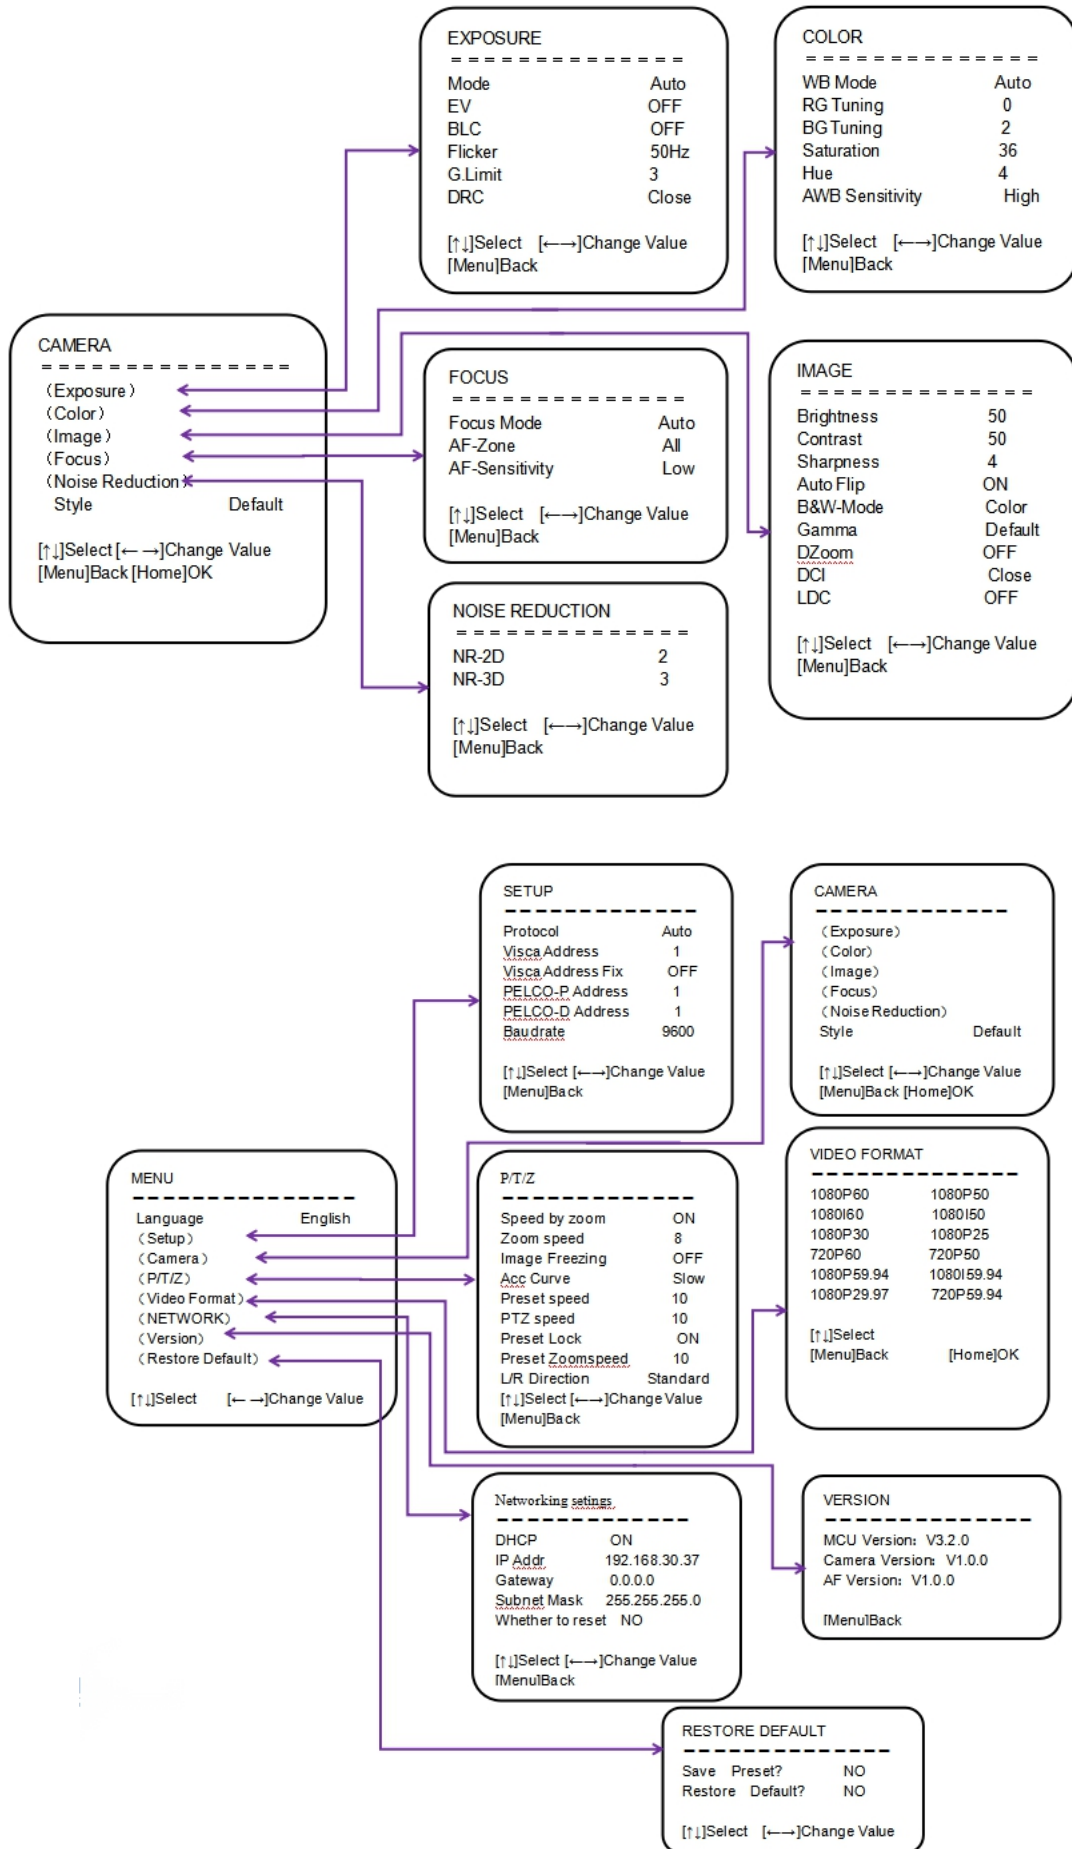 EXPOSURE
= = = = = = = = = = = = = =
Mode Auto
EV OFF
BLC OFF
Flicker 50Hz
G.Limit 3
DRC Close
[↑↓]Select [←→]Change Value
[Menu]Back
COLOR
= = = = = = = = = = = = = =
WB Mode Auto
RG Tuning 0
BG Tuning 2
Saturation 36
Hue 4
AWB Sensitivity High
[↑↓]Select [←→]Change Value
[Menu]Back
CAMERA
= = = = = = = = = = = = = = =
（Exposure）
（Color）
（Image）
（Focus）
（Noise Reduction）
Style Default
[↑↓]Select [← →]Change Value
[Menu]Back [Home]OK
FOCUS
= = = = = = = = = = = = = =
Focus Mode Auto
AF-Zone All
AF-Sensitivity Low
[↑↓]Select [←→]Change Value
[Menu]Back
IMAGE
= = = = = = = = = = = = =
Brightness 50
Contrast 50
Sharpness 4
Auto Flip ON
B&W-Mode Color
Gamma Default
DZoom OFF
DCI Close
LDC OFF
[↑↓]Select [←→]Change Value
[Menu]Back
NOISE REDUCTION
= = = = = = = = = = = = = =
NR-2D 2
NR-3D 3
[↑↓]Select [←→]Change Value
[Menu]Back
SETUP
Protocol Auto
Visca Address 1
Visca Address Fix OFF
PELCO-P Address 1
PELCO-D Address 1
Baudrate 9600
[↑↓]Select [←→]Change Value
[Menu]Back
CAMERA
（Exposure）
（Color）
（Image）
（Focus）
（Noise Reduction）
Style Default
[↑↓]Select [←→]Change Value
[Menu]Back [Home]OK
MENU
Language English
（Setup）
（Camera）
（P/T/Z）
（Video Format）
（NETWORK）
（Version）
（Restore Default）
[↑↓]Select [← →]Change Value
P/T/Z
Speed by zoom ON
Zoom speed 8
Image Freezing OFF
Acc Curve Slow
Preset speed 10
PTZ speed 10
Preset Lock ON
Preset Zoomspeed 10
L/R Direction Standard
[↑↓]Select [←→]Change Value
[Menu]Back
VIDEO FORMAT
1080P60 1080P50
1080I60 1080I50
1080P30 1080P25
720P60 720P50
1080P59.94 1080I59.94
1080P29.97 720P59.94
[↑↓]Select
[Menu]Back [Home]OK
Networking setings
DHCP ON
IP Addr 192.168.30.37
Gateway 0.0.0.0
Subnet Mask 255.255.255.0
Whether to reset NO
[↑↓]Select [←→]Change Value
[Menu]Back
VERSION
MCU Version: V3.2.0
Camera Version: V1.0.0
AF Version: V1.0.0
[Menu]Back
RESTORE DEFAULT
Save Preset? NO
Restore Default? NO
[↑↓]Select [←→]Change Value